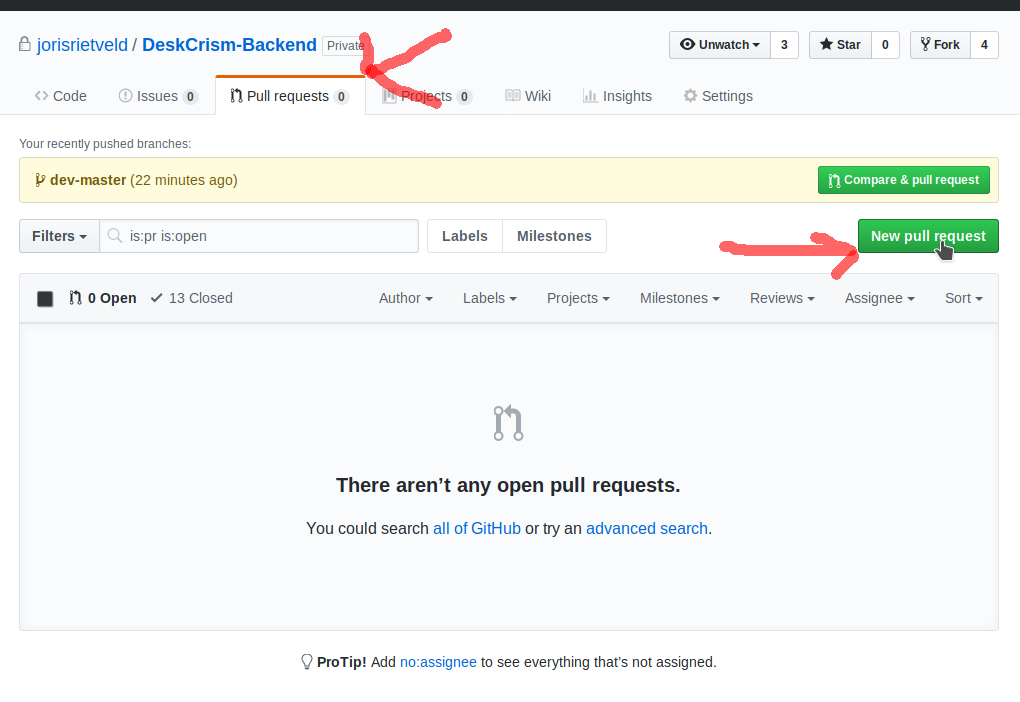 jorisrietveld / DeskCrism-Backend Private Unwatch 3 Star 0 Fork 4
Code Issues 0 Pull requests 0 Projects 0 Wiki Insights Settings
Your recently pushed branches:
dev-master (22 minutes ago) Compare & pull request
Filters is:pr is:open Labels Milestones New pull request
0 Open 13 Closed Author Labels Projects Milestones Reviews Assignee Sort
There aren’t any open pull requests.
You could search all of GitHub or try an advanced search.
ProTip! Add no:assignee to see everything that’s not assigned.